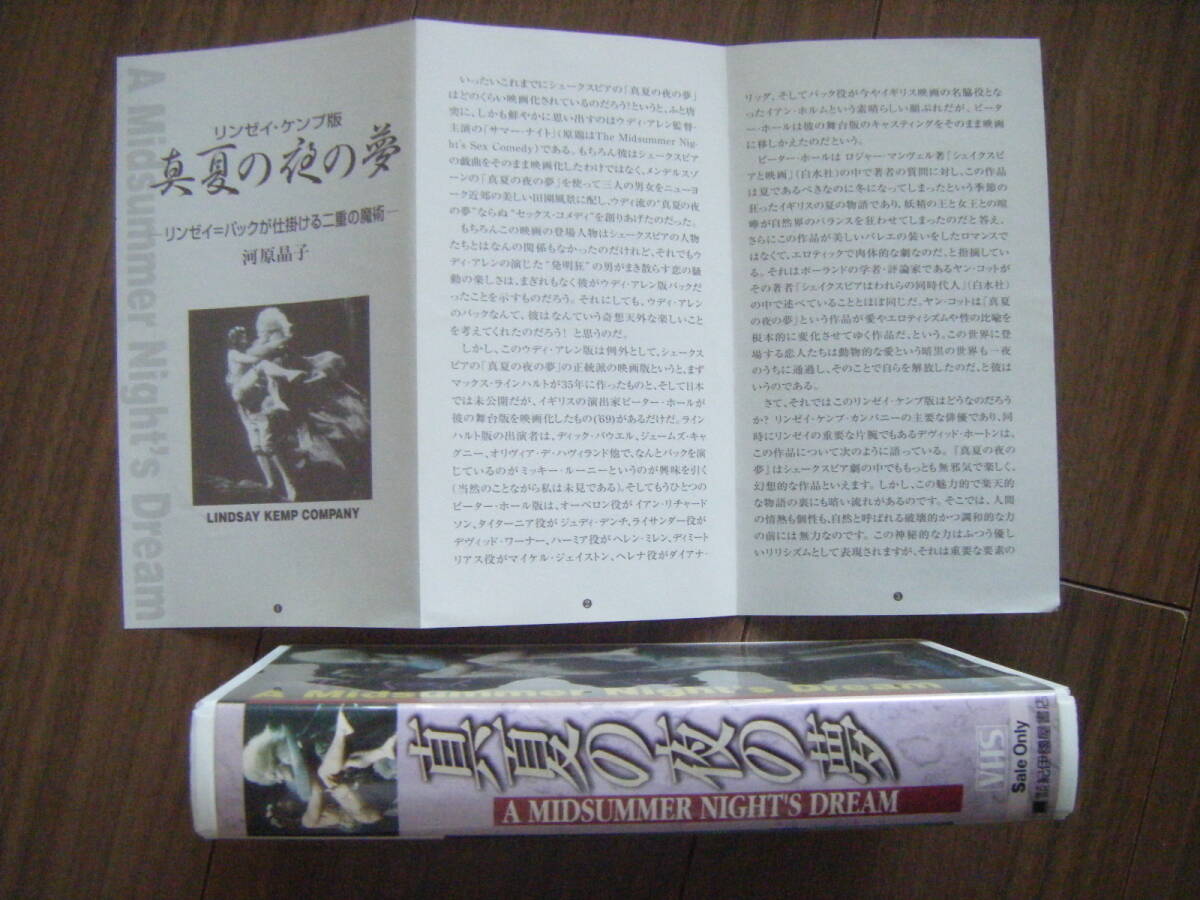 A Midsummer Night's Dream
リンゼイ・ケンプ版
真夏の夜の夢
―リンゼイ=パックが仕掛ける二重の魔術―
河原晶子
LINDSAY KEMP COMPANY
1
いったいこれまでにシェークスピアの「真夏の夜の夢」
はどのくらい映画化されているのだろう!というと、ふと唐
突に、しかも鮮やかに思い出すのはウディ・アレン監督・
主演の「サマー・ナイト」(原題はThe Midsummer Nig-
ht's Sex Comedy)である。もちろん彼はシェークスピア
の戯曲をそのまま映画化したわけではなく、メンデルスゾ
ーンの「真夏の夜の夢」を使って三人の男女をニューヨ
ーク近郊の美しい田園風景に配し、ウディ流の"真夏の夜
の夢"ならぬ"セックス・コメディ"を創りあげたのだった。
もちろんこの映画の登場人物はシェークスピアの人物
たちとはなんの関係もなかったのだけれど、それでもウ
ディ・アレンの演じた"発明狂"の男がまき散らす恋の騒
動の楽しさは、まぎれもなく彼がウディ・アレン版パックだ
ったことを示すものだろう。それにしても、ウディ・アレン
のパックなんて、彼はなんていう奇想天外な楽しいこと
を考えてくれたのだろう! と思うのだ。
しかし、このウディ・アレン版は例外として、シェークス
ピアの「真夏の夜の夢」の正統派の映画版というと、まず
マックス・ラインハルトが35年に作ったものと、そして日本
では未公開だが、イギリスの演出家ピーター・ホールが
彼の舞台版を映画化したもの('69)があるだけだ。ライン
ハルト版の出演者は、ディック・パウエル、ジェームズ・キャ
グニー、オリヴィア・デ・ハヴィランド他で、なんとパックを演
じているのがミッキー・ルーニーというのが興味を引く
(当然のことながら私は未見である)。そしてもうひとつの
ピーター・ホール版は、オーベロン役が イアン・リチャード
ソン、タイターニア役が ジュディ・デンチ、ライサンダー役が
デヴィッド・ワーナー、ハーミア役が ヘレン・ミレン、ディミート
リアス役がマイケル・ジェイストン、ヘレナ役がダイアナ・
2
リッグ、そしてパック役が今やイギリス映画の名脇役とな
ったイアン・ホルムという素晴らしい顔ぶれだが、ピータ
ー・ホールは彼の舞台版のキャスティングをそのまま映画
に移しかえたのだという。
ピーター・ホールは ロジャー・マンヴェル著「シェイクスピ
アと映画」(白水社)の中で著者の質問に対し、この作品
は夏であるべきなのに冬になってしまったという季節の
狂ったイギリスの夏の物語であり、妖精の王と女王との喧
嘩が自然界のバランスを狂わせてしまったのだと答え、
さらにこの作品が美しいバレエの装いをしたロマンスで
はなくて、エロティックで肉体的な劇なのだ、と指摘してい
る。それはポーランドの学者・評論家であるヤン・コットが
その著者「シェイクスピアはわれらの同時代人」(白水社)
の中で述べていることとほぼ同じだ。ヤン・コットは「真夏
の夜の夢」という作品が愛やエロティシズムや性の比喩を
根本的に変化させてゆく作品だ、という。この世界に登
場する恋人たちは動物的な愛という暗黒の世界も一夜
のうちに通過し、そのことで自らを解放したのだ、と彼は
いうのである。
さて、それではこのリンゼイ・ケンプ版はどうなのだろう
か? リンゼイ・ケンプ・カンパニーの主要な俳優であり、同
時にリンゼイの重要な片腕でもあるデヴィッド・ホートンは、
この作品について次のように語っている。『真夏の夜の
夢』はシェークスピア劇の中でももっとも無邪気で楽しく、
幻想的な作品といえます。しかし、この魅力的で楽天的
な物語の裏にも暗い流れがあるのです。そこでは、人間
の情熱も個性も、自然と呼ばれる破壊的かつ調和的な力
の前には無力なのです。この神秘的な力はふつう優し
いリリシズムとして表現されますが、それは重要な要素の
3
A Midsummer Night's Dream
真夏の夜の夢
A MIDSUMMER NIGHT'S DREAM
VHS
Sale Only
紀伊國屋書店